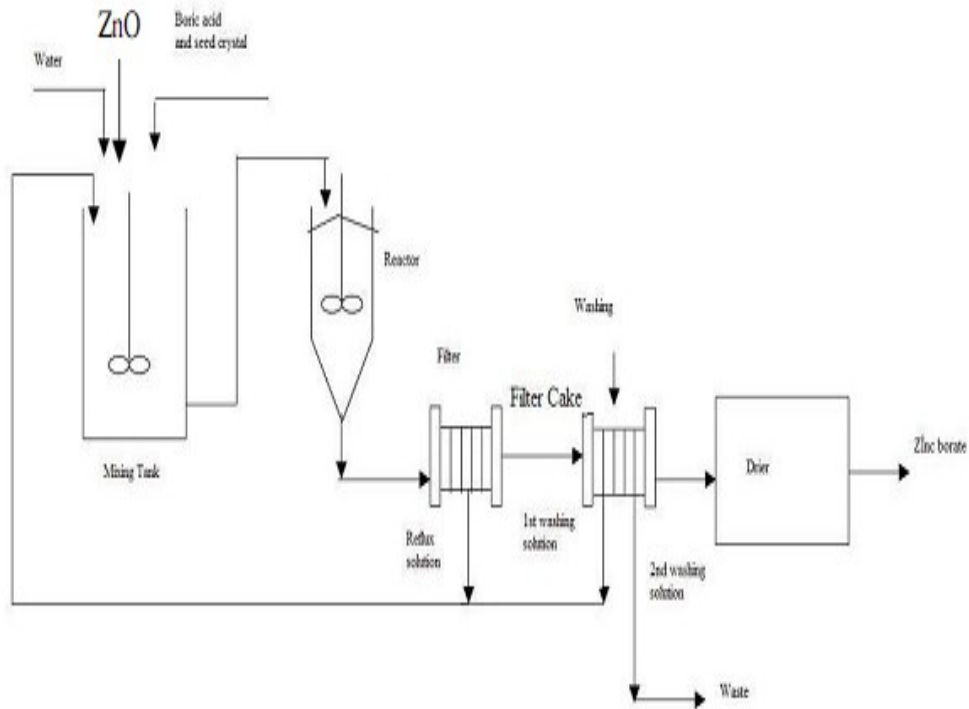 ZnO
Boric acid
and seed crystal
Water
Reactor
Washing
Filter
Filter Cake
ZInc borate
Drier
Mixing Tank
1st washing
solution
Reflux
solution
2nd washing
solution
Waste